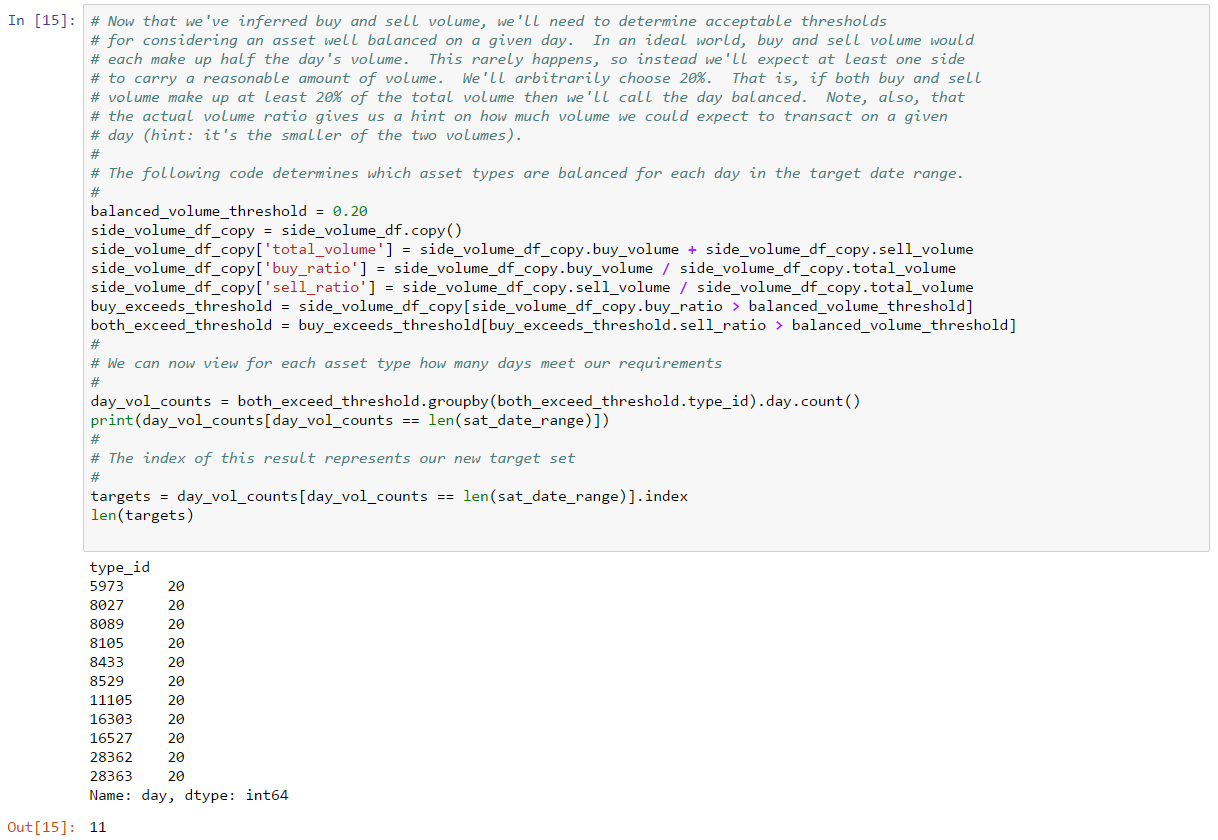 In [15]: # Now that we've inferred buy and sell volume, we'll need to determine acceptable thresholds
# for considering an asset well balanced on a given day.  In an ideal world, buy and sell volume would
# each make up half the day's volume.  This rarely happens, so instead we'll expect at least one side
# to carry a reasonable amount of volume.  We'll arbitrarily choose 20%.  That is, if both buy and sell
# volume make up at least 20% of the total volume then we'll call the day balanced.  Note, also, that
# the actual volume ratio gives us a hint on how much volume we could expect to transact on a given
# day (hint: it's the smaller of the two volumes).
#
# The following code determines which asset types are balanced for each day in the target date range.
#
balanced_volume_threshold = 0.20
side_volume_df_copy = side_volume_df.copy()
side_volume_df_copy['total_volume'] = side_volume_df_copy.buy_volume + side_volume_df_copy.sell_volume
side_volume_df_copy['buy_ratio'] = side_volume_df_copy.buy_volume / side_volume_df_copy.total_volume
side_volume_df_copy['sell_ratio'] = side_volume_df_copy.sell_volume / side_volume_df_copy.total_volume
buy_exceeds_threshold = side_volume_df_copy[side_volume_df_copy.buy_ratio > balanced_volume_threshold]
both_exceed_threshold = buy_exceeds_threshold[buy_exceeds_threshold.sell_ratio > balanced_volume_threshold]
#
# We can now view for each asset type how many days meet our requirements
#
day_vol_counts = both_exceed_threshold.groupby(both_exceed_threshold.type_id).day.count()
print(day_vol_counts[day_vol_counts == len(sat_date_range)])
#
# The index of this result represents our new target set
#
targets = day_vol_counts[day_vol_counts == len(sat_date_range)].index
len(targets)
type_id
5973     20
8027     20
8089     20
8105     20
8433     20
8529     20
11105    20
16303    20
16527    20
28362    20
28363    20
Name: day, dtype: int64
Out[15]: 11